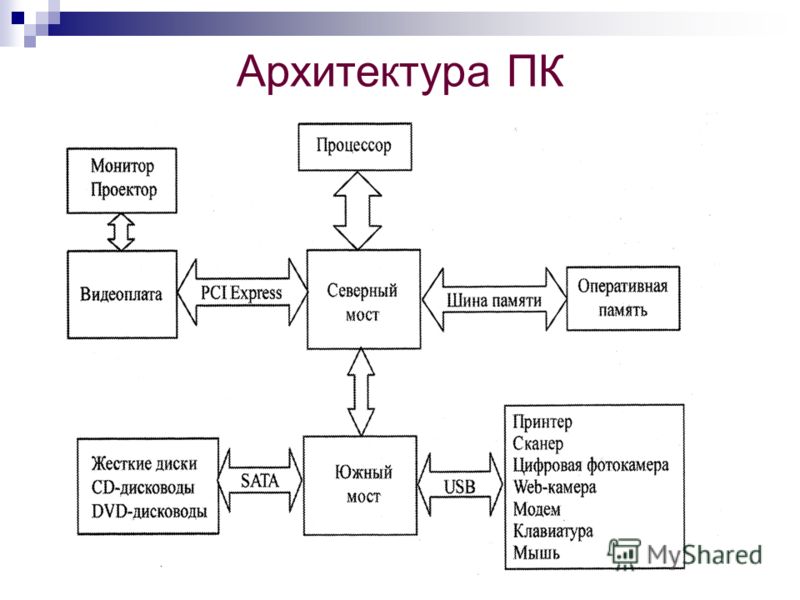 Архитектура ПК
Процессор
Монитор
Проектор
Видеоплата
PCI Express
Северный
мост
Шина памяти
Оперативная
память
Жесткие диски
CD-дисководы
DVD-дисководы
SATA
Южный
мост
USB
Принтер
Сканер
Цифровая фотокамера
Web-камера
Модем
Клавиатура
Мышь
MyShared